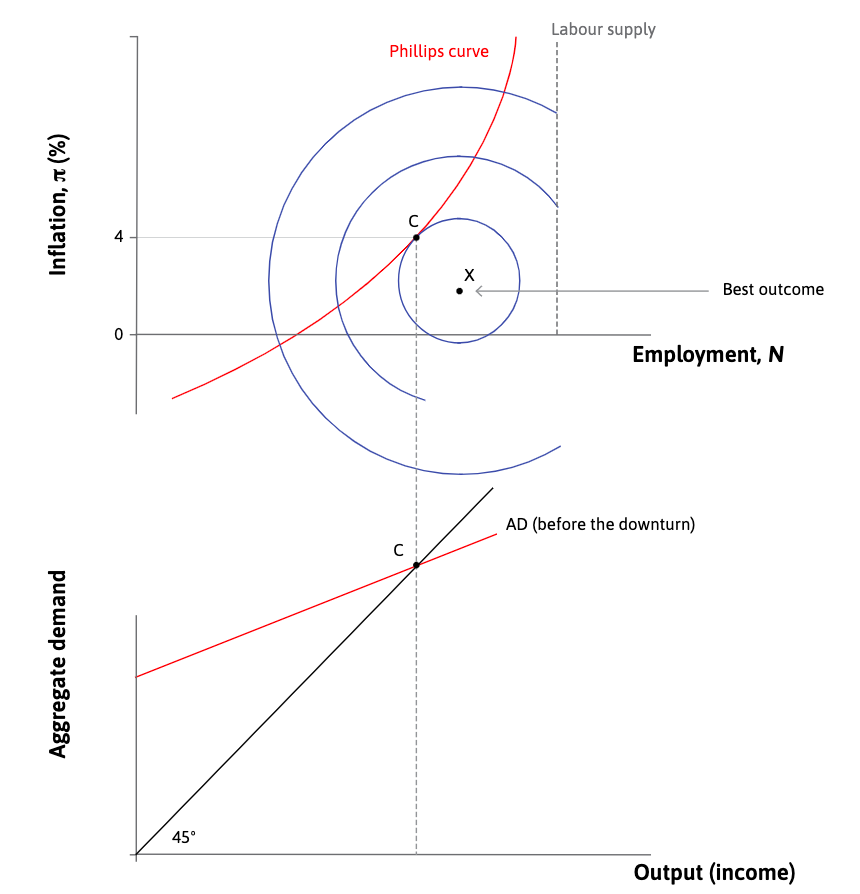 Labour supply
Phillips curve
Inflation, π (%)
C
4
X
Best outcome
0
Employment, N
AD (before the downturn)
C
Aggregate demand
45°
Output (income)